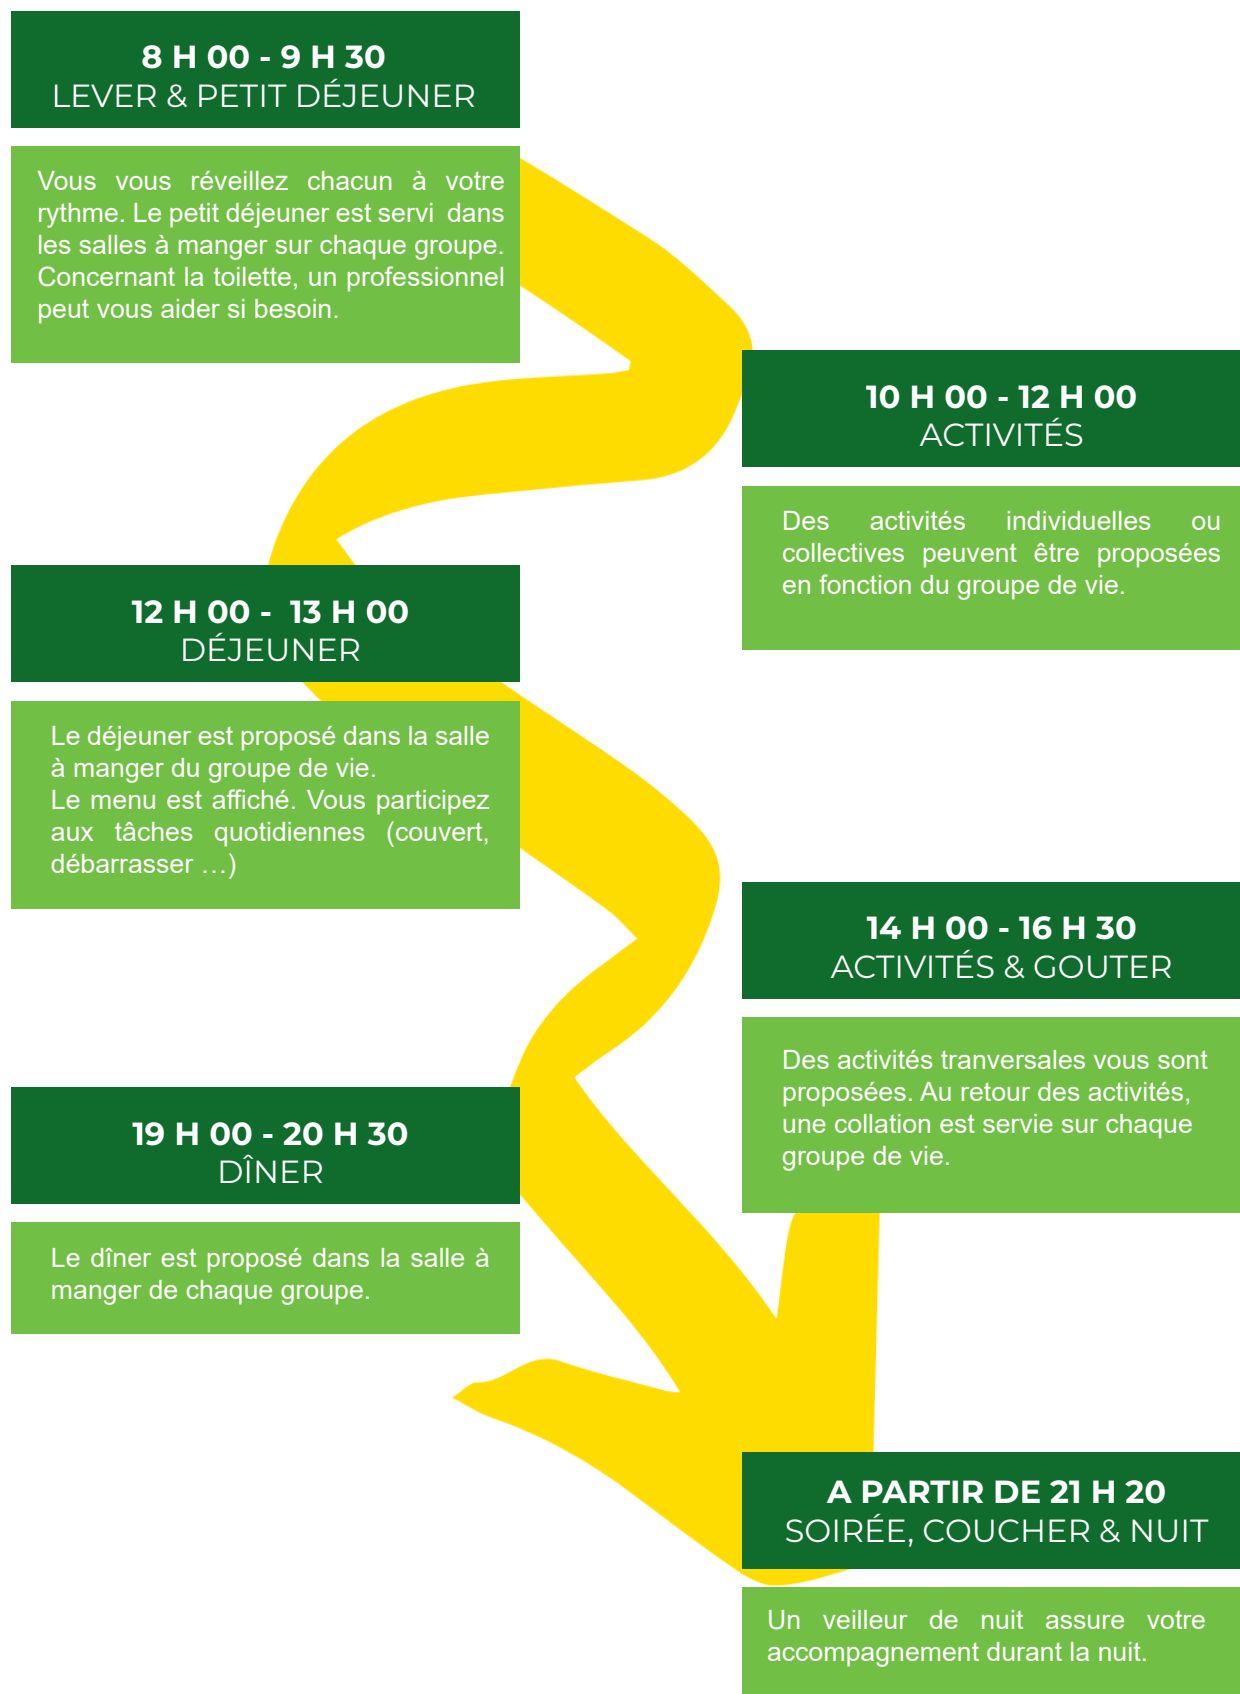 8 H 00 - 9 H 30
LEVER & PETIT DÉJEUNER
Vous vous réveillez chacun à votre
rythme. Le petit déjeuner est servi dans
les salles à manger sur chaque groupe.
Concernant la toilette, un professionnel
peut vous aider si besoin.
10 H 00 - 12 H 00
ACTIVITÉS
Des activités individuelles ou
collectives peuvent être proposées
en fonction du groupe de vie.
12 H 00 - 13 H 00
DÉJEUNER
Le déjeuner est proposé dans la salle
à manger du groupe de vie.
Le menu est affiché. Vous participez
aux tâches quotidiennes (couvert,
débarrasser …)
14 H 00 - 16 H 30
ACTIVITÉS & GOUTER
Des activités tranversales vous sont
proposées. Au retour des activités,
une collation est servie sur chaque
groupe de vie.
19 H 00 - 20 H 30
DÎNER
Le dîner est proposé dans la salle à
manger de chaque groupe.
A PARTIR DE 21 H 20
SOIRÉE, COUCHER & NUIT
Un veilleur de nuit assure votre
accompagnement durant la nuit.